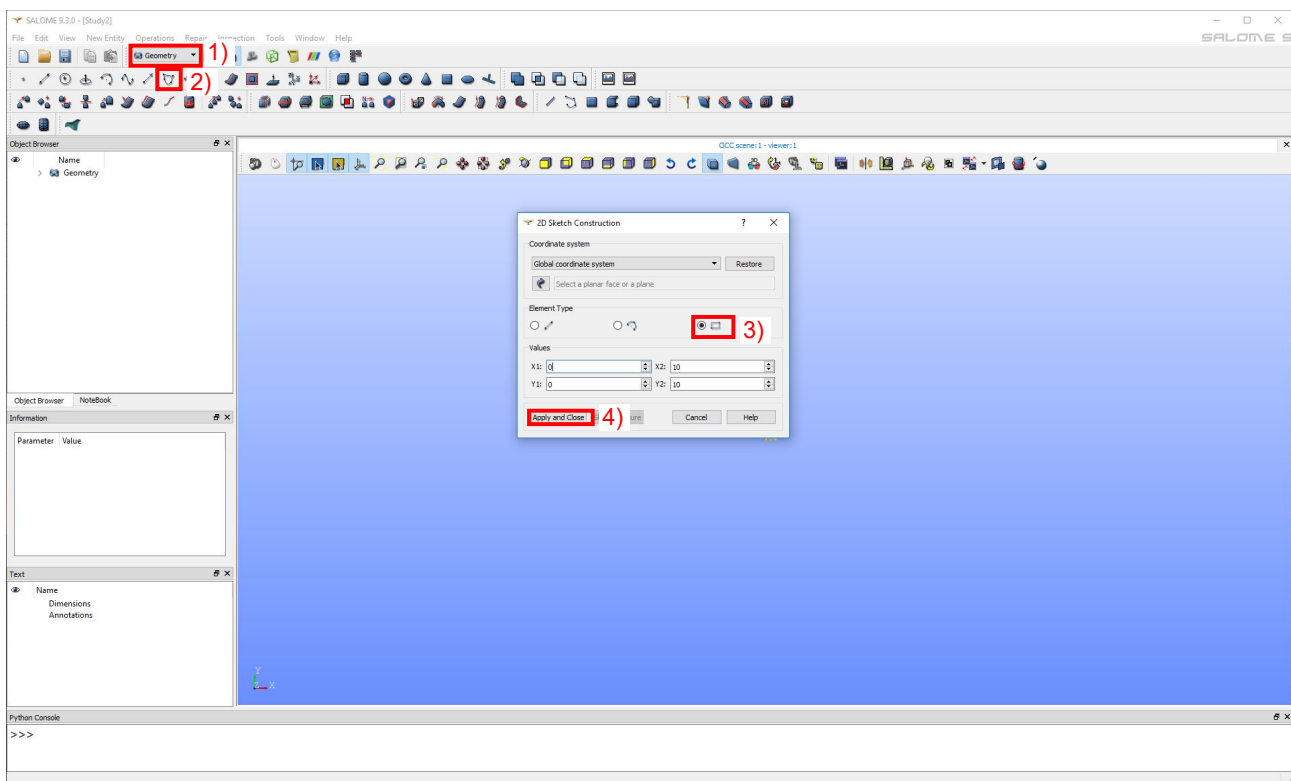 SALOME 9.3.0 - [Study2]
File Edit View New Entity Operations Repair Inspection Tools Window Help
SALOME S
Geometry
1)
2)
Object Browser
OCC scene:1 - viewer:1
Name
Geometry
2D Sketch Construction
?
Coordinate system
Global coordinate system
Restore
Select a planar face or a plane
Element Type
3)
Values
X1: 0 X2: 10
Y1: 0 Y2: 10
Apply and Close
4)
ure
Cancel
Help
Object Browser NoteBook
Information
Parameter Value
Text
Name
Dimensions
Annotations
Y
X
Python Console
>>>